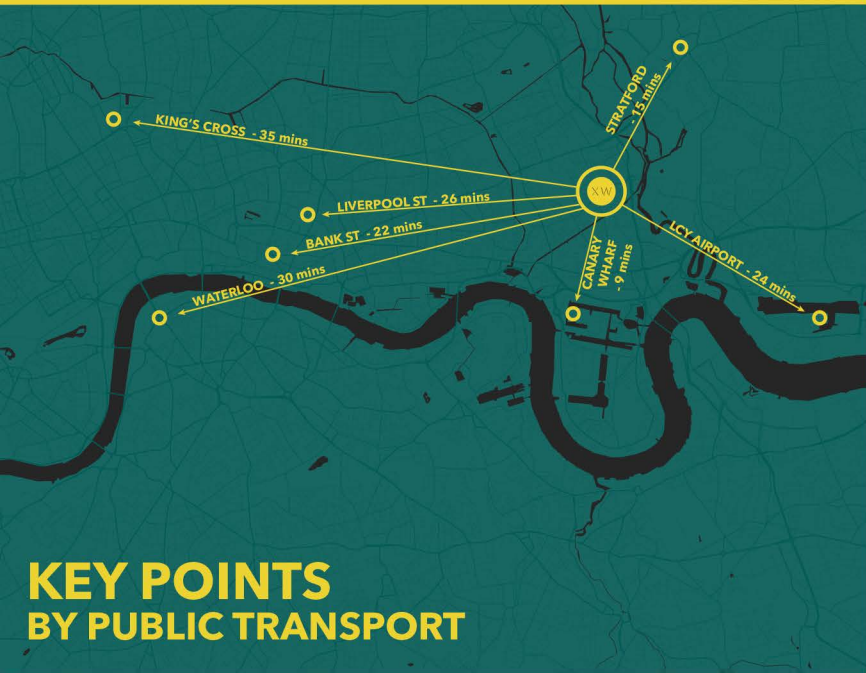 STRATFORD
- 15 mins
KING'S CROSS - 35 mins
XW
LIVERPOOL ST - 26 mins
BANK ST - 22 mins
LCY AIRPORT - 24 mins
CANARY
WHARF
- 9 mins
WATERLOO - 30 mins
KEY POINTS
BY PUBLIC TRANSPORT